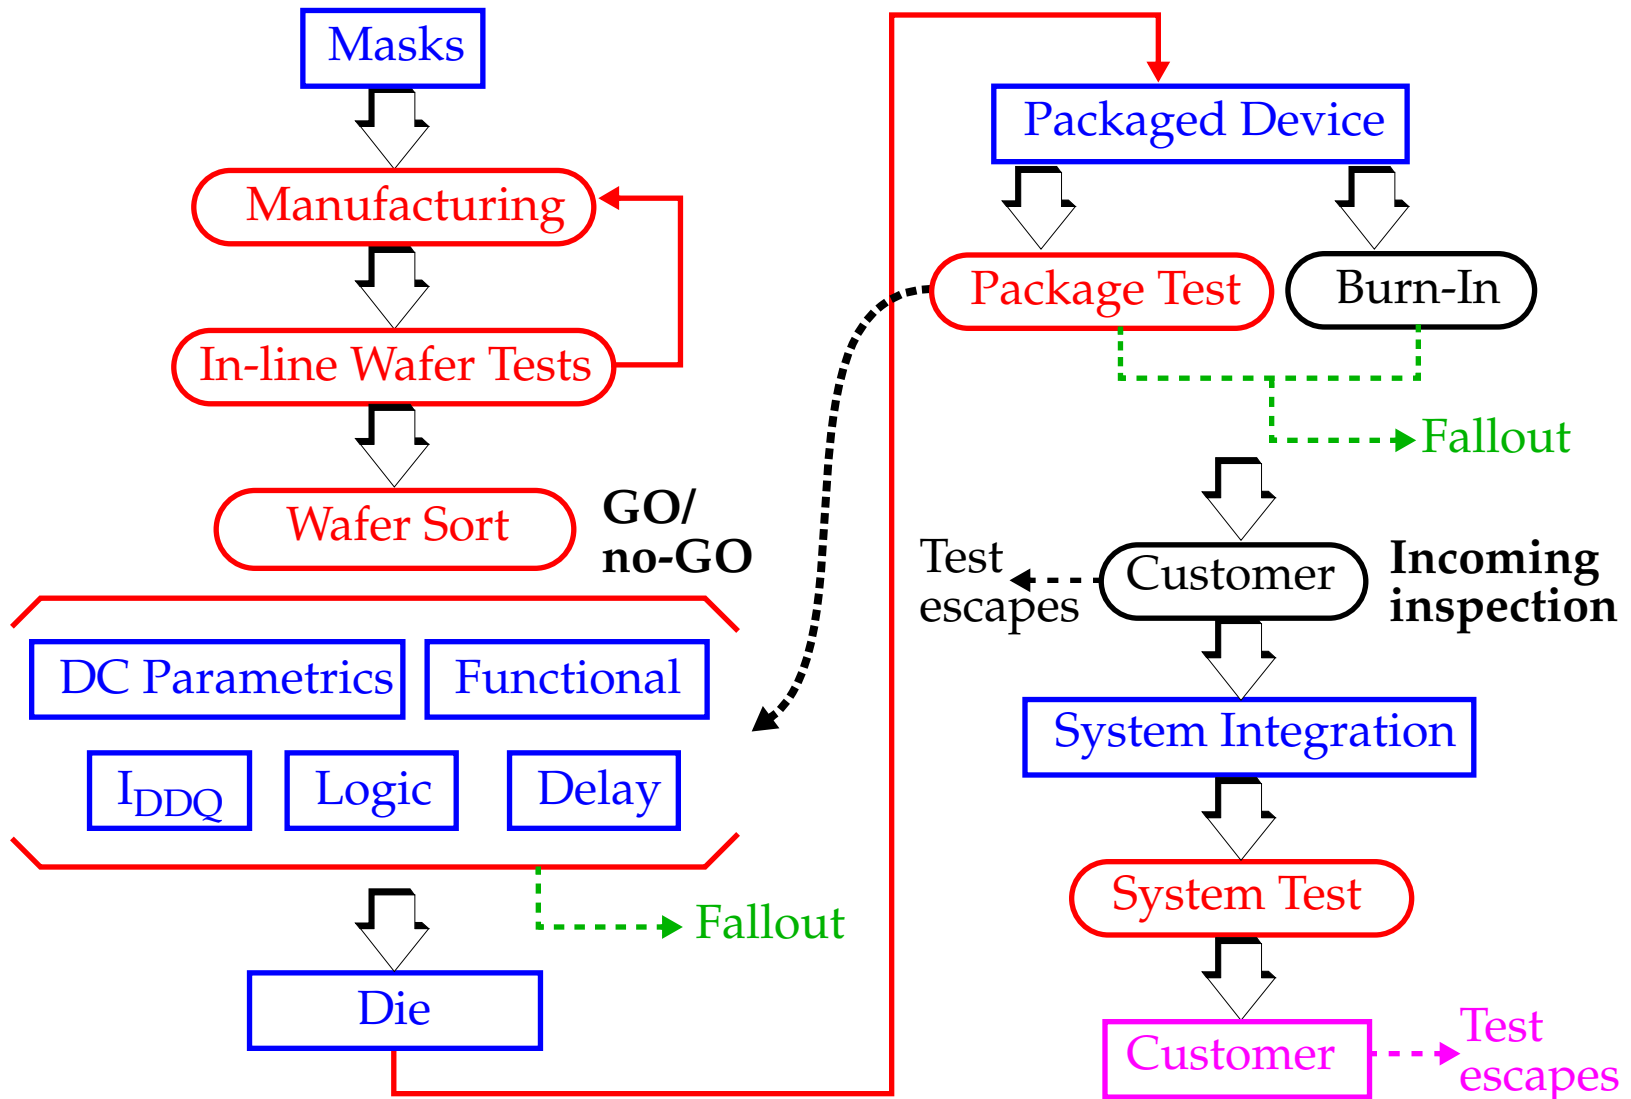 Masks
Manufacturing
In-line Wafer Tests
Wafer Sort
GO/
no-GO
DC Parametrics
Functional
IDDQ
Logic
Delay
Fallout
Die
Packaged Device
Package Test
Burn-In
Fallout
Test
escapes
Customer
Incoming
inspection
System Integration
System Test
Customer
Test
escapes